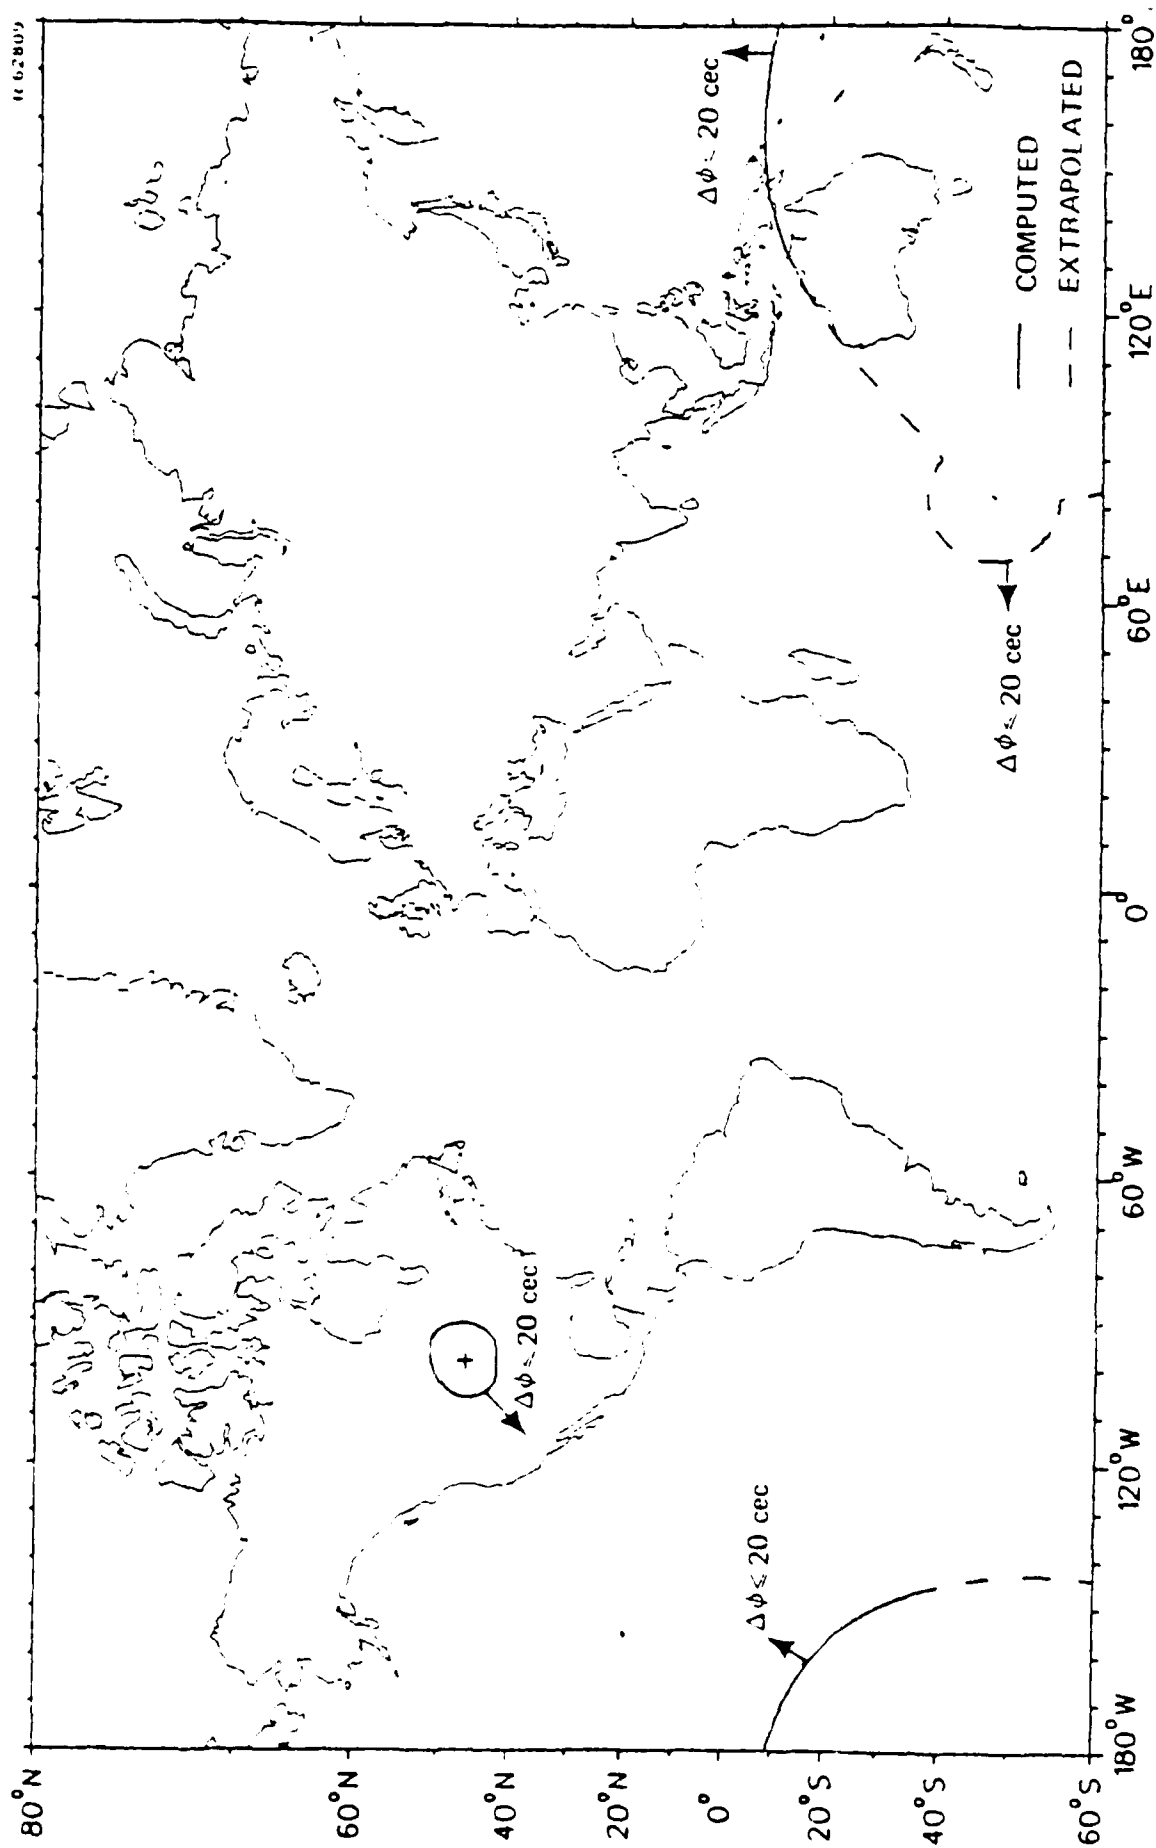 80°N
60°N
40°N
20°N
0°
20°S
40°S
60°S
180°W
120°W
60°W
0°
60°E
120°E
180°
Δϕ ≤ 20 cec
Δϕ ≤ 20 cec
Δϕ ≤ 20 cec
Δϕ ≤ 20 cec
COMPUTED
EXTRAPOLATED